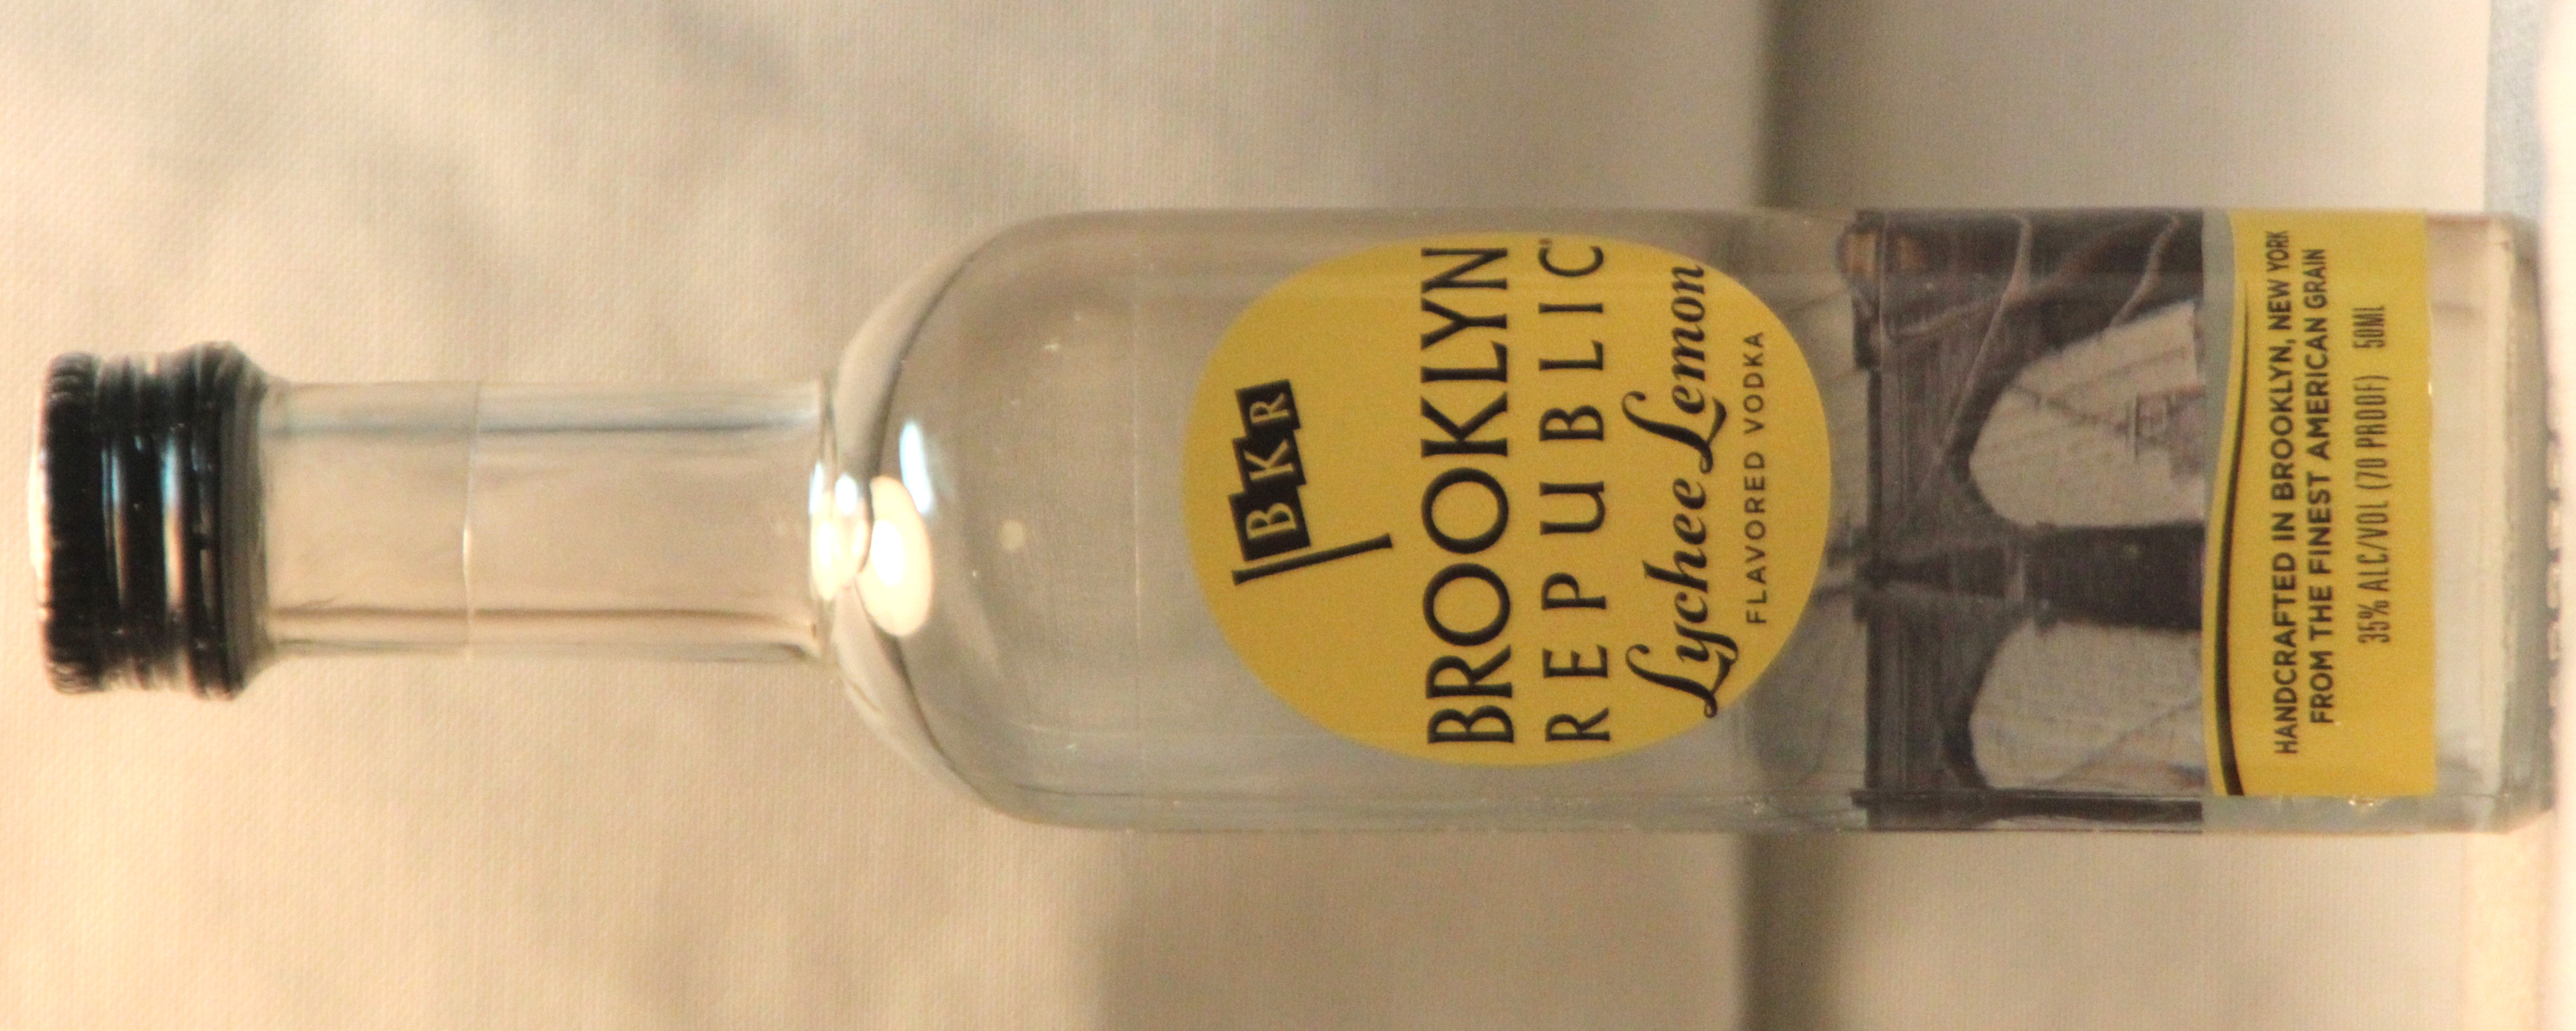 BKR
BROOKLYN
REPUBLIC
Lychee Lemon
FLAVORED VODKA
HANDCRAFTED IN BROOKLYN, NEW YORK
FROM THE FINEST AMERICAN GRAIN
35% ALC/VOL (70 PROOF) 50ML